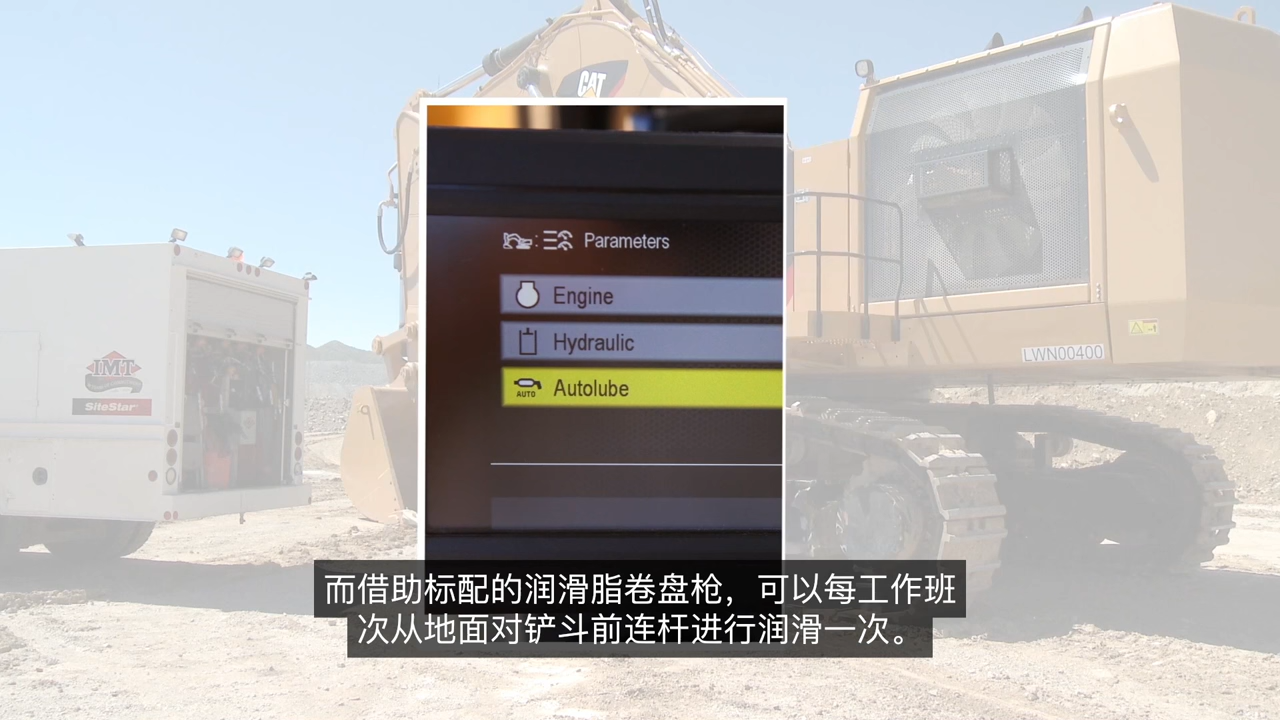 CAT
Parameters
Engine
Hydraulic
AUTO Autolube
IMT
SiteStar
LWN00400
而借助标配的润滑脂卷盘枪，可以每工作班
次从地面对铲斗前连杆进行润滑一次。